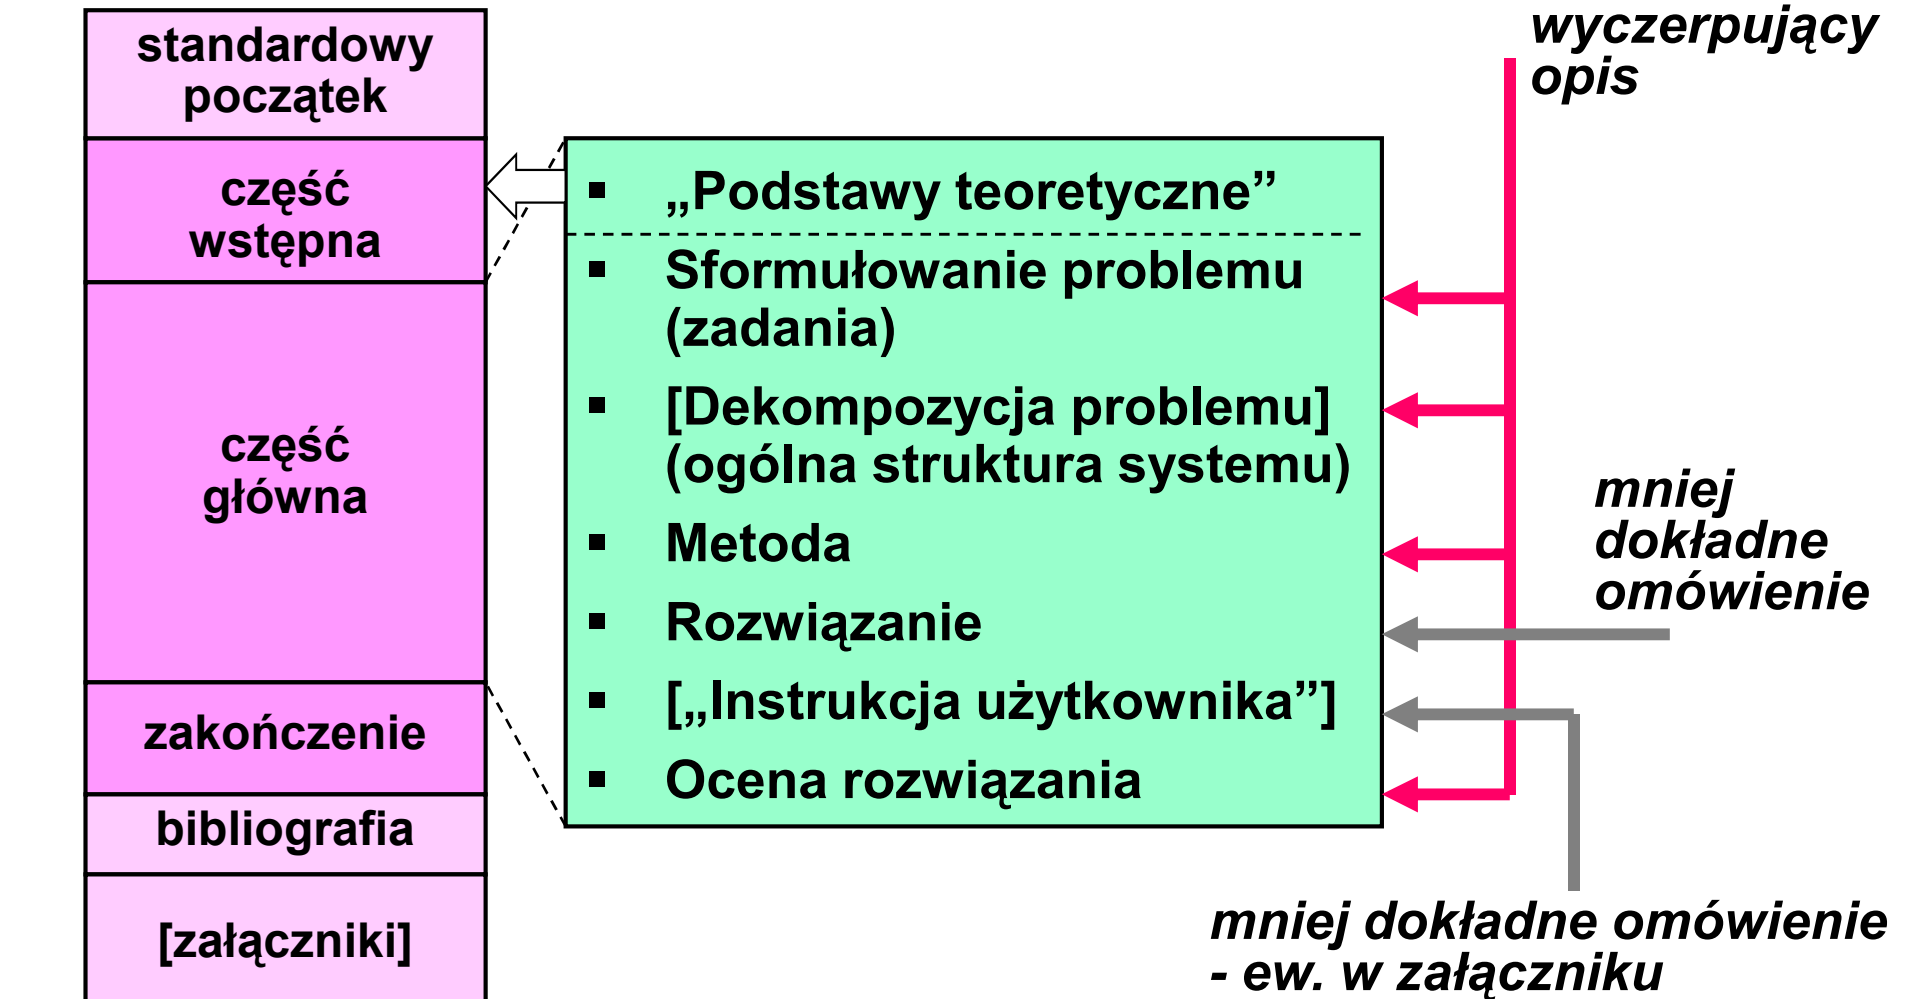 standardowy
początek
część
wstępna
część
główna
zakończenie
bibliografia
[załączniki]
▪ „Podstawy teoretyczne”
▪ Sformułowanie problemu
(zadania)
▪ [Dekompozycja problemu]
(ogólna struktura systemu)
▪ Metoda
▪ Rozwiązanie
▪ [„Instrukcja użytkownika”]
▪ Ocena rozwiązania
wyczerpujący
opis
mniej
dokładne
omówienie
mniej dokładne omówienie
- ew. w załączniku